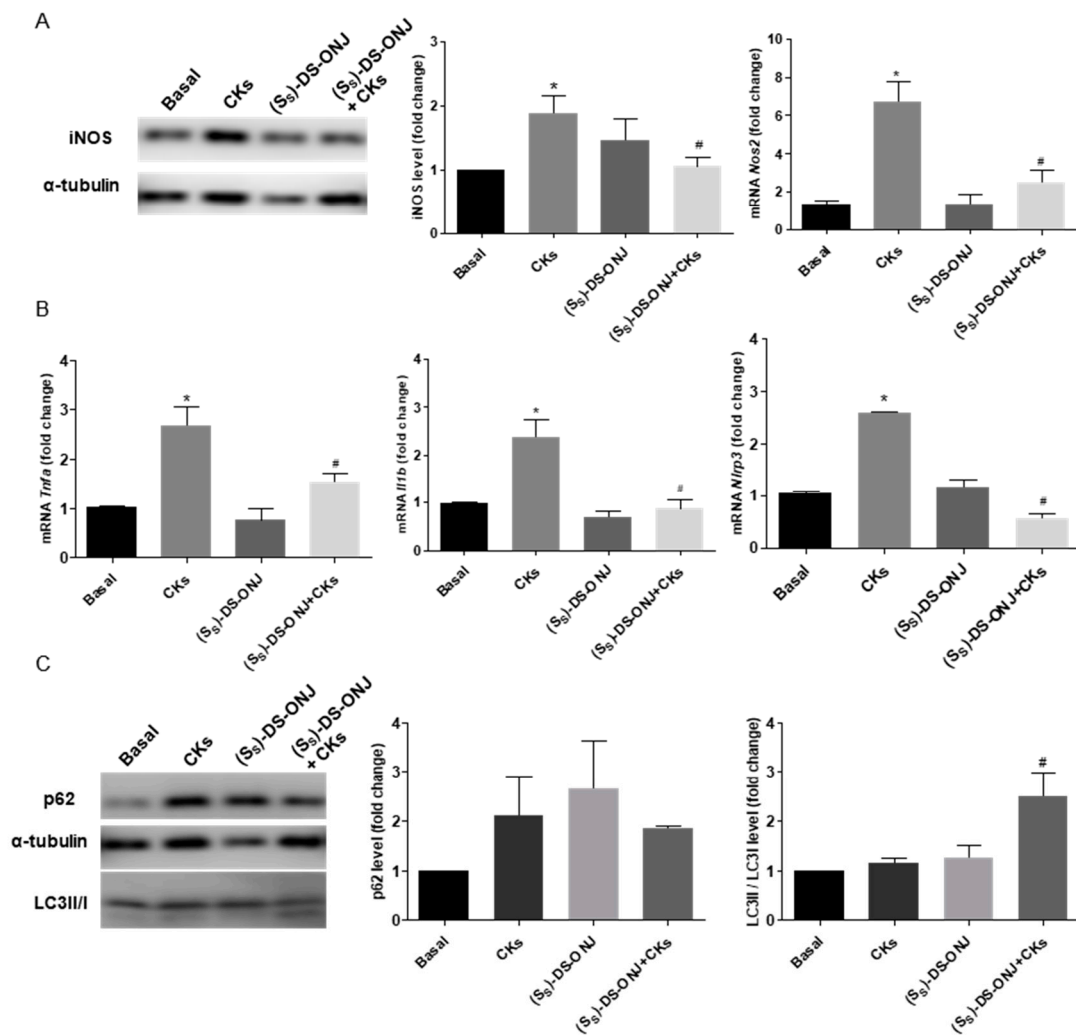 A
Basal
CKs
(SS)-DS-ONJ
(SS)-DS-ONJ
+CKs
iNOS
α-tubulin
iNOS level (fold change)
3
2
1
0
Basal
CKs
(SS)-DS-ONJ
(SS)-DS-ONJ+CKs
*
#
mRNA Nos2 (fold change)
10
8
6
4
2
0
Basal
CKs
(SS)-DS-ONJ
(SS)-DS-ONJ+CKs
*
#
B
mRNA Tnfa (fold change)
4
3
2
1
0
Basal
CKs
(SS)-DS-ONJ
(SS)-DS-ONJ+CKs
*
#
mRNA Il1b (fold change)
4
3
2
1
0
Basal
CKs
(SS)-DS-ONJ
(SS)-DS-ONJ+CKs
*
#
mRNA Nlrp3 (fold change)
4
3
2
1
0
Basal
CKs
(SS)-DS-ONJ
(SS)-DS-ONJ+CKs
*
#
C
Basal
CKs
(SS)-DS-ONJ
(SS)-DS-ONJ
+CKs
p62
α-tubulin
LC3II/I
p62 level (fold change)
4
3
2
1
0
Basal
CKs
(SS)-DS-ONJ
(SS)-DS-ONJ+CKs
LC3II / LC3I level (fold change)
4
3
2
1
0
Basal
CKs
(SS)-DS-ONJ
(SS)-DS-ONJ+CKs
#